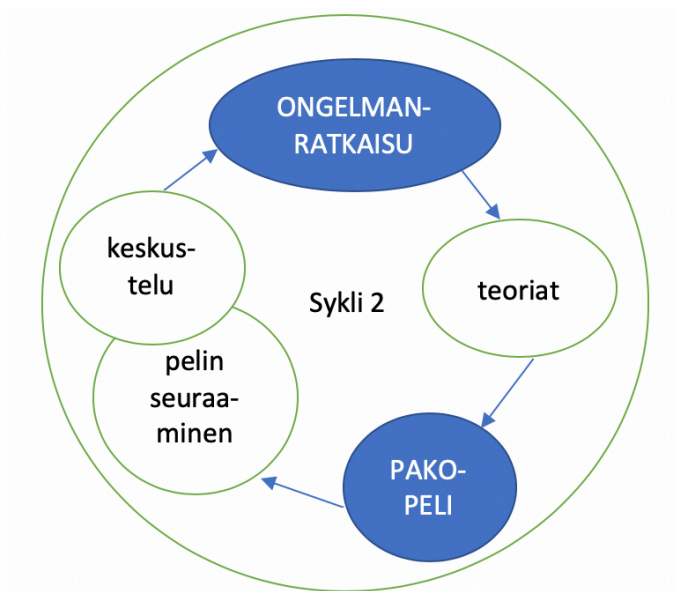 ONGELMAN-
RATKAISU
keskus-
telu
teoriat
Sykli 2
pelin
seuraa-
minen
PAKO-
PELI